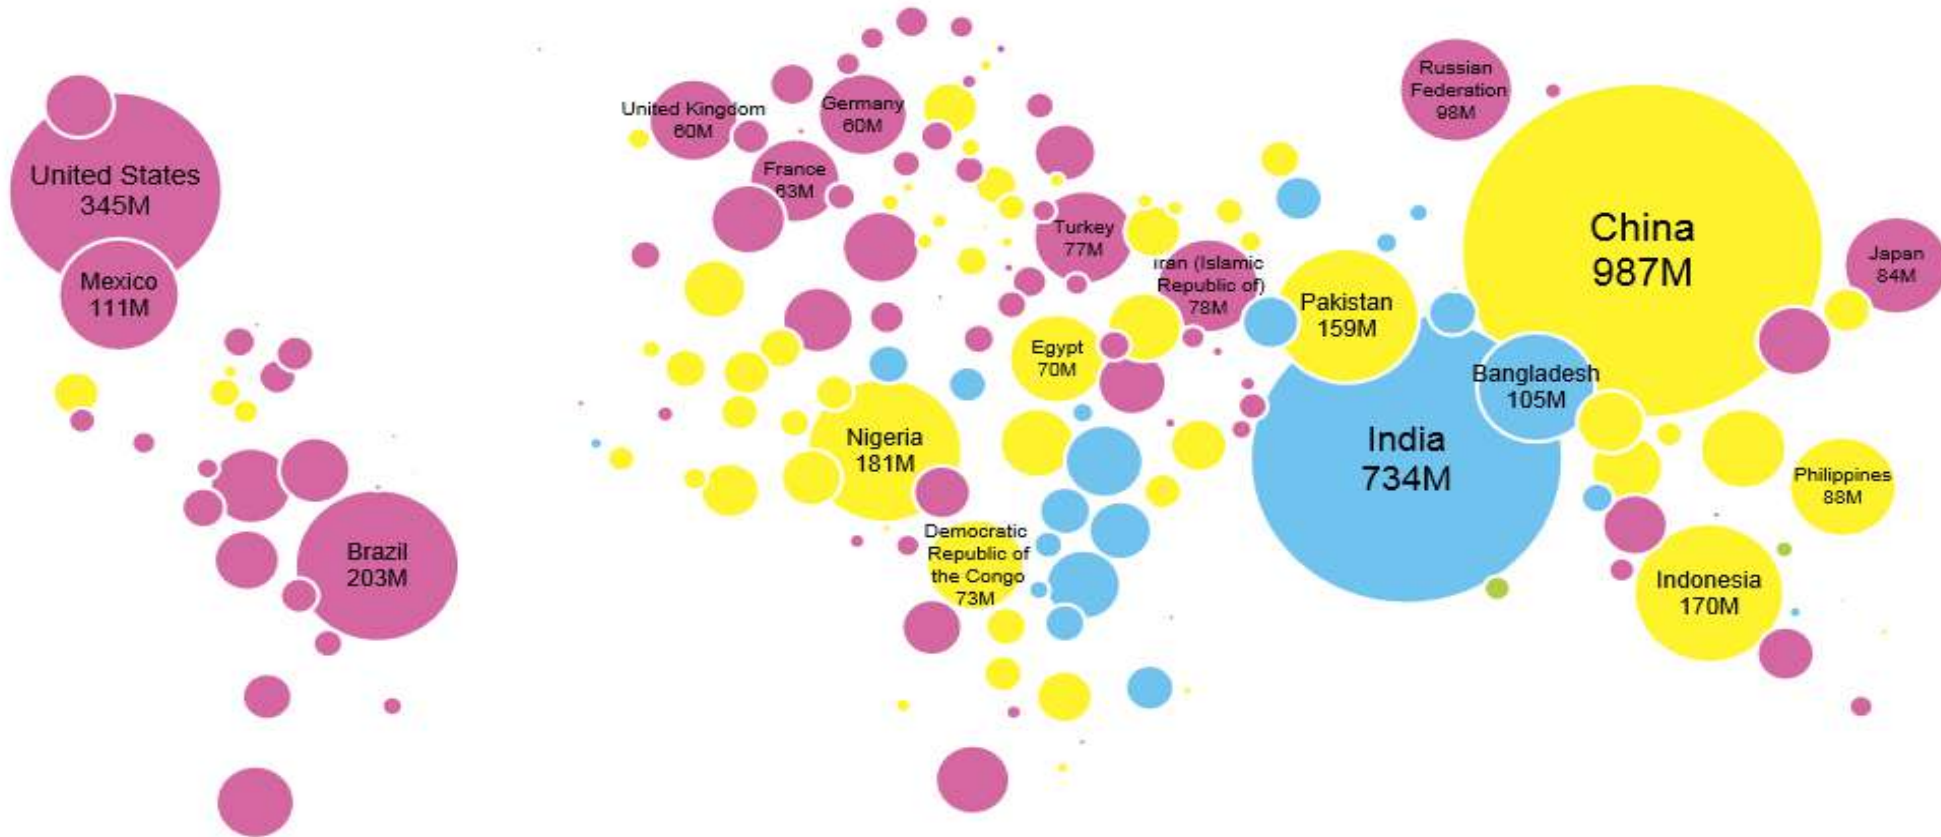 United States
345M
Mexico
111M
Brazil
203M
United Kingdom
60M
Germany
60M
France
63M
Turkey
77M
Iran (Islamic
Republic of)
78M
Egypt
70M
Nigeria
181M
Democratic
Republic of
the Congo
73M
Russian
Federation
98M
China
987M
Japan
84M
Pakistan
159M
Bangladesh
105M
India
734M
Philippines
88M
Indonesia
170M